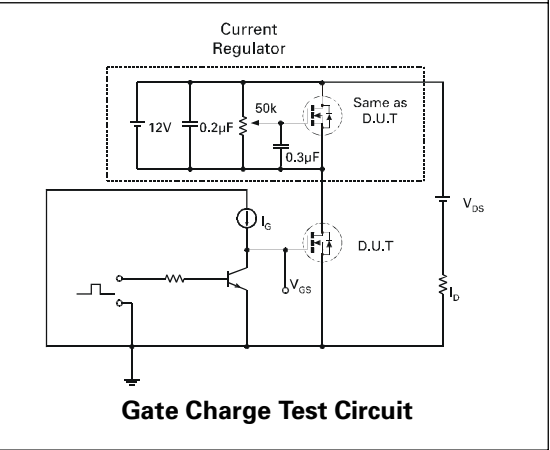 Current
Regulator
12V
0.2µF
50k
0.3µF
Same as
D.U.T
I_G
V_GS
D.U.T
V_DS
I_D
Gate Charge Test Circuit